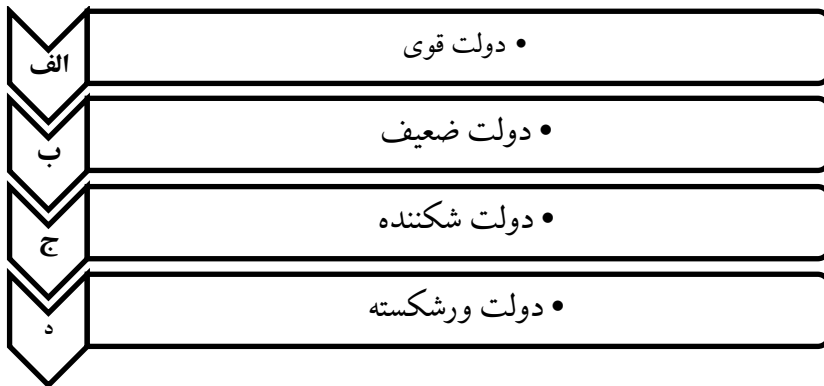 الف
• دولت قوی
ب
• دولت ضعیف
ج
• دولت شکننده
د
• دولت ورشکسته